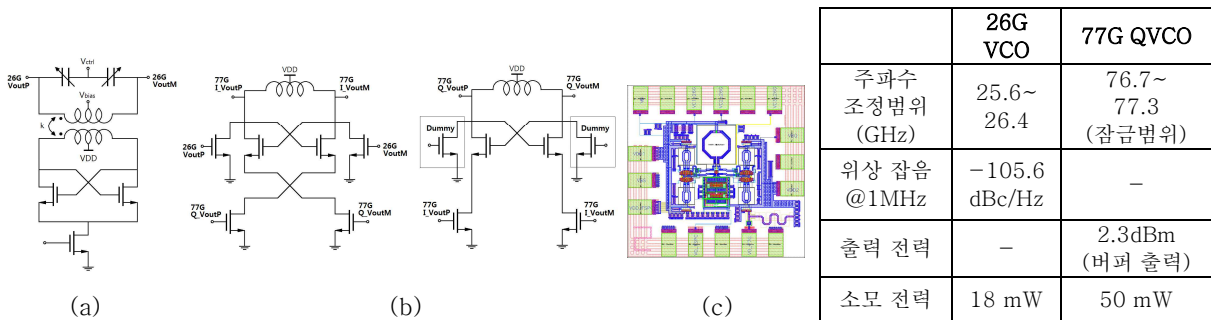 26G
VoutP
Vctrl
26G
VoutM
Vbias
k
VDD
77G
I_VoutP
VDD
77G
I_VoutM
26G
VoutP
26G
VoutM
77G
Q_VoutP
77G
Q_VoutM
77G
Q_VoutP
VDD
77G
Q_VoutM
Dummy
Dummy
77G
I_VoutP
77G
I_VoutM
(a)
(b)
(c)
26G
VCO
77G QVCO
주파수
조정범위
(GHz)
25.6~
26.4
76.7~
77.3
(잠금범위)
위상 잡음
@1MHz
-105.6
dBc/Hz
-
출력 전력
-
2.3dBm
(버퍼 출력)
소모 전력
18 mW
50 mW